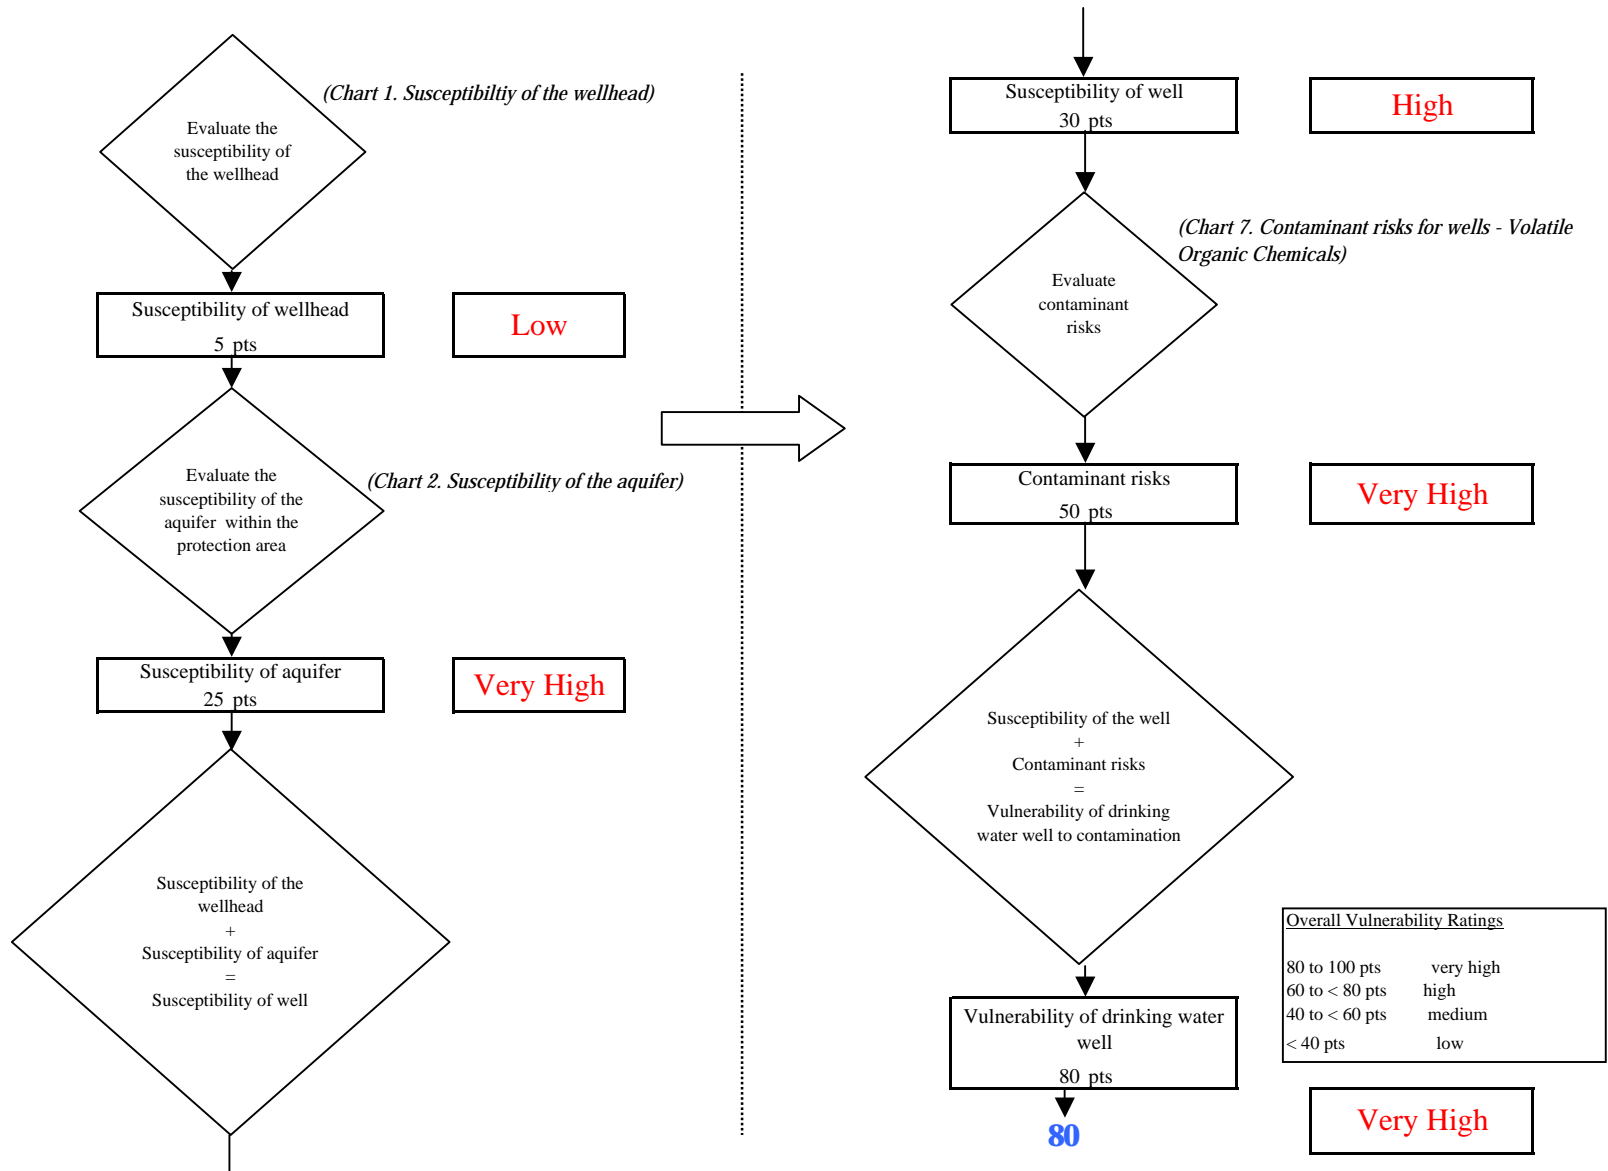 (Chart 1. Susceptibiltiy of the wellhead)
Evaluate the
susceptibility of
the wellhead
Susceptibility of wellhead
5 pts
Low
(Chart 2. Susceptibility of the aquifer)
Evaluate the
susceptibility of the
aquifer within the
protection area
Susceptibility of aquifer
25 pts
Very High
Susceptibility of the
wellhead
+
Susceptibility of aquifer
=
Susceptibility of well
Susceptibility of well
30 pts
High
(Chart 7. Contaminant risks for wells - Volatile
Organic Chemicals)
Evaluate
contaminant
risks
Contaminant risks
50 pts
Very High
Susceptibility of the well
+
Contaminant risks
=
Vulnerability of drinking
water well to contamination
Overall Vulnerability Ratings
80 to 100 pts very high
60 to < 80 pts high
40 to < 60 pts medium
< 40 pts low
Vulnerability of drinking water
well
80 pts
80
Very High